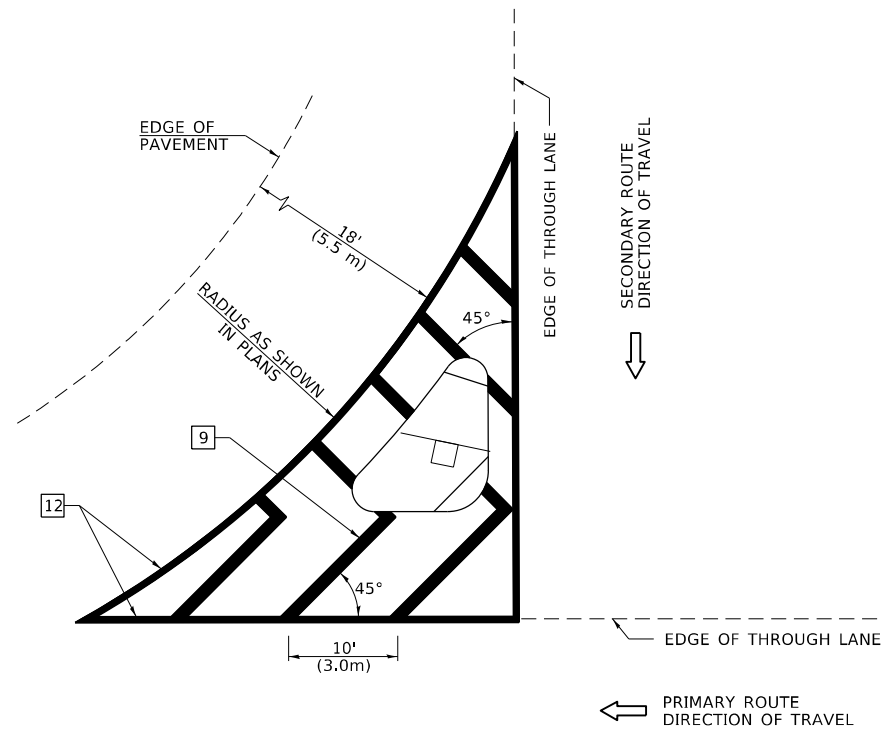 EDGE OF
PAVEMENT
18'
(5.5 m)
EDGE OF THROUGH LANE
SECONDARY ROUTE
DIRECTION OF TRAVEL
RADIUS AS SHOWN
IN PLANS
45°
9
12
45°
10'
(3.0m)
EDGE OF THROUGH LANE
PRIMARY ROUTE
DIRECTION OF TRAVEL